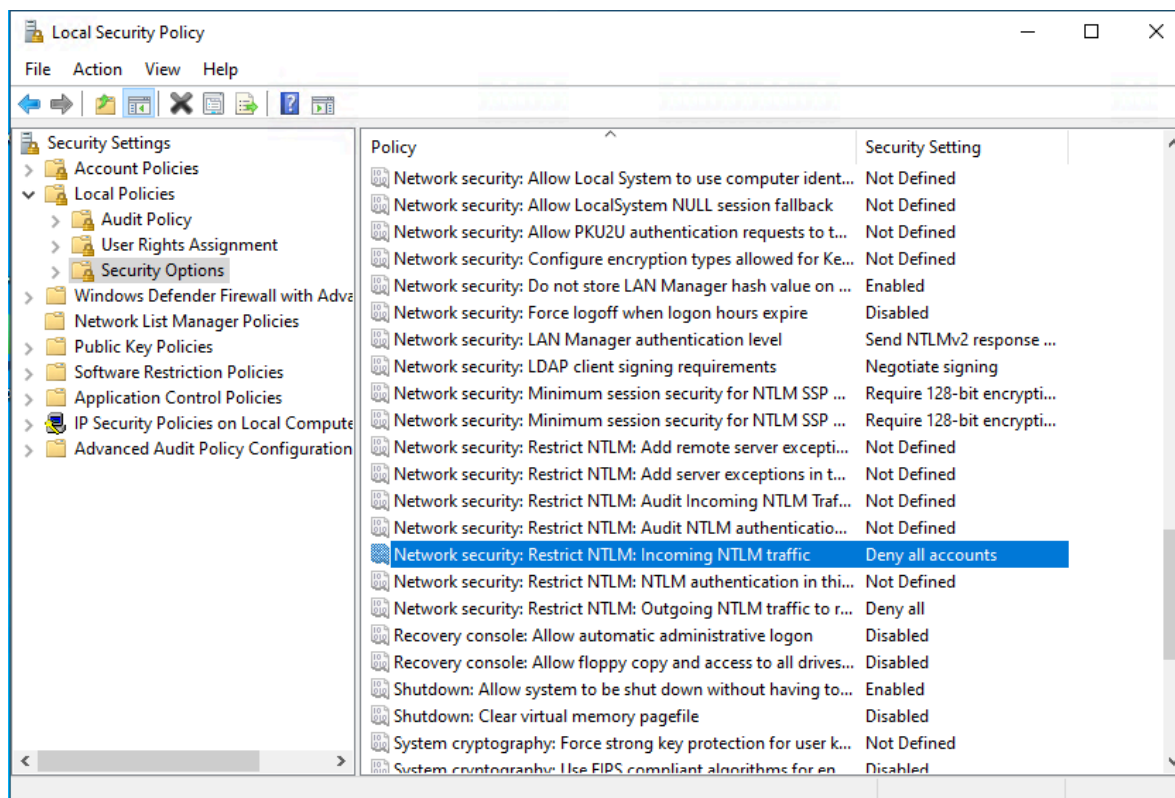 Local Security Policy
File Action View Help
Security Settings
Account Policies
Local Policies
Audit Policy
User Rights Assignment
Security Options
Windows Defender Firewall with Adva
Network List Manager Policies
Public Key Policies
Software Restriction Policies
Application Control Policies
IP Security Policies on Local Compute
Advanced Audit Policy Configuration
Policy Security Setting
Network security: Allow Local System to use computer ident... Not Defined
Network security: Allow LocalSystem NULL session fallback Not Defined
Network security: Allow PKU2U authentication requests to t... Not Defined
Network security: Configure encryption types allowed for Ke... Not Defined
Network security: Do not store LAN Manager hash value on ... Enabled
Network security: Force logoff when logon hours expire Disabled
Network security: LAN Manager authentication level Send NTLMv2 response ...
Network security: LDAP client signing requirements Negotiate signing
Network security: Minimum session security for NTLM SSP ... Require 128-bit encrypti...
Network security: Minimum session security for NTLM SSP ... Require 128-bit encrypti...
Network security: Restrict NTLM: Add remote server excepti... Not Defined
Network security: Restrict NTLM: Add server exceptions in t... Not Defined
Network security: Restrict NTLM: Audit Incoming NTLM Traf... Not Defined
Network security: Restrict NTLM: Audit NTLM authenticatio... Not Defined
Network security: Restrict NTLM: Incoming NTLM traffic Deny all accounts
Network security: Restrict NTLM: NTLM authentication in thi... Not Defined
Network security: Restrict NTLM: Outgoing NTLM traffic to r... Deny all
Recovery console: Allow automatic administrative logon Disabled
Recovery console: Allow floppy copy and access to all drives... Disabled
Shutdown: Allow system to be shut down without having to... Enabled
Shutdown: Clear virtual memory pagefile Disabled
System cryptography: Force strong key protection for user k... Not Defined
System cryptography: Use FIPS compliant algorithms for en Disabled